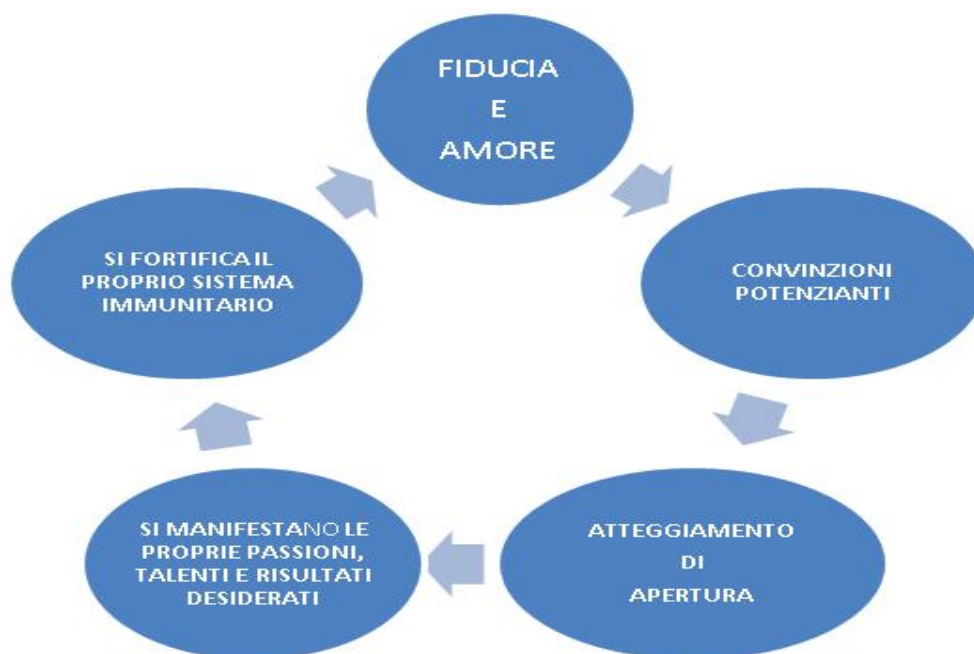 FIDUCIA
E
AMORE
CONVINZIONI
POTENZIANTI
ATTEGGIAMENTO
DI
APERTURA
SI MANIFESTANO LE
PROPRIE PASSIONI,
TALENTI E RISULTATI
DESIDERATI
SI FORTIFICA IL
PROPRIO SISTEMA
IMMUNITARIO